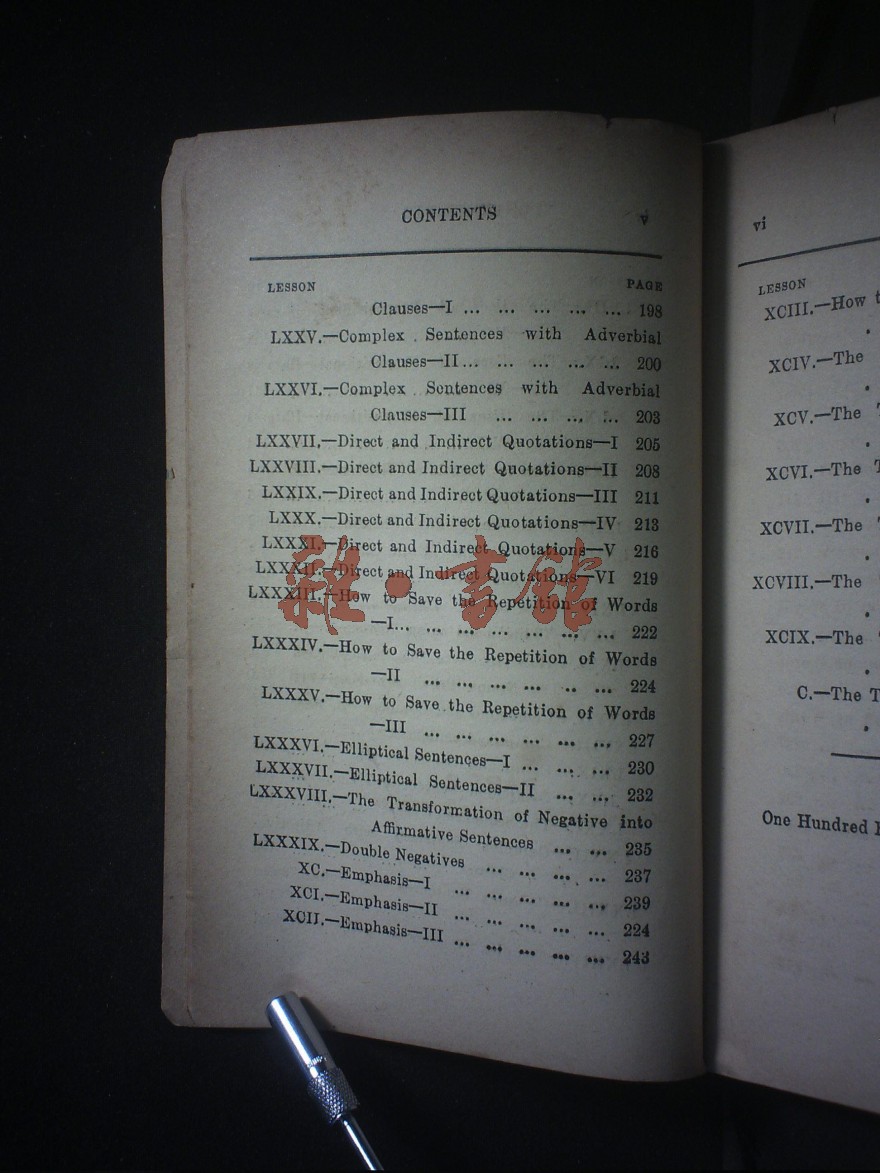 CONTENTS v
LESSON PAGE
Clauses—I ... ... ... ... ... 198
LXXV.—Complex Sentences with Adverbial
Clauses—II... ... ... ... ... 200
LXXVI.—Complex Sentences with Adverbial
Clauses—III ... ... ... ... 203
LXXVII.—Direct and Indirect Quotations—I 205
LXXVIII.—Direct and Indirect Quotations—II 208
LXXIX.—Direct and Indirect Quotations—III 211
LXXX.—Direct and Indirect Quotations—IV 213
LXXXI.—Direct and Indirect Quotations—V 216
LXXXII.—Direct and Indirect Quotations—VI 219
LXXXIII.—How to Save the Repetition of Words
—I... ... ... ... ... ... ... 222
LXXXIV.—How to Save the Repetition of Words
—II ... ... ... ... .. ... 224
LXXXV.—How to Save the Repetition of Words
—III ... ... ... ... ... ... ... 227
LXXXVI.—Elliptical Sentences—I ... ... ... 230
LXXXVII.—Elliptical Sentences—II ... ... 232
LXXXVIII.—The Transformation of Negative into
Affirmative Sentences ... ... 235
LXXXIX.—Double Negatives ... ... ... ... 237
XC.—Emphasis—I ... ... ... ... ... 239
XCI.—Emphasis—II ... ... ... ... ... 224
XCII.—Emphasis—III ... ... ... ... ... 243
雜·書館
vi
LESSON
XCIII.—How t
XCIV.—The
XCV.—The
XCVI.—The T
XCVII.—The
XCVIII.—The
XCIX.—The
C.—The T
One Hundred